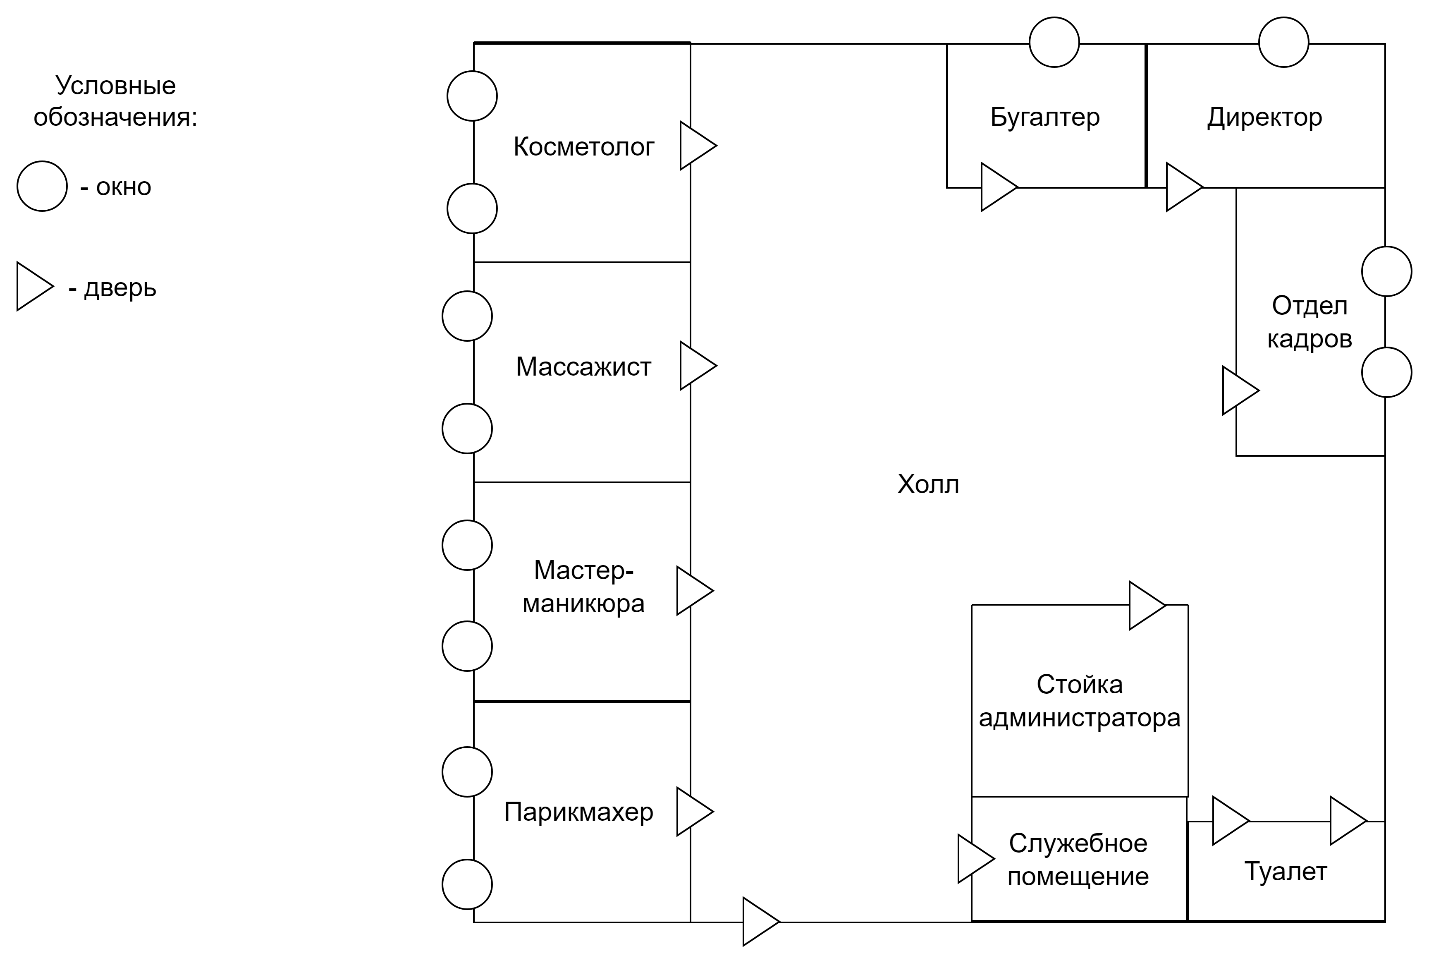 Условные
обозначения:
- окно
- дверь
Косметолог
Массажист
Мастер-
маникюра
Парикмахер
Бугалтер
Директор
Отдел
кадров
Холл
Стойка
администратора
Служебное
помещение
Туалет